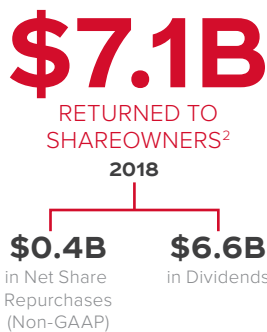 $7.1B
RETURNED TO
SHAREOWNERS²
2018
$0.4B
in Net Share
Repurchases
(Non-GAAP)
$6.6B
in Dividends